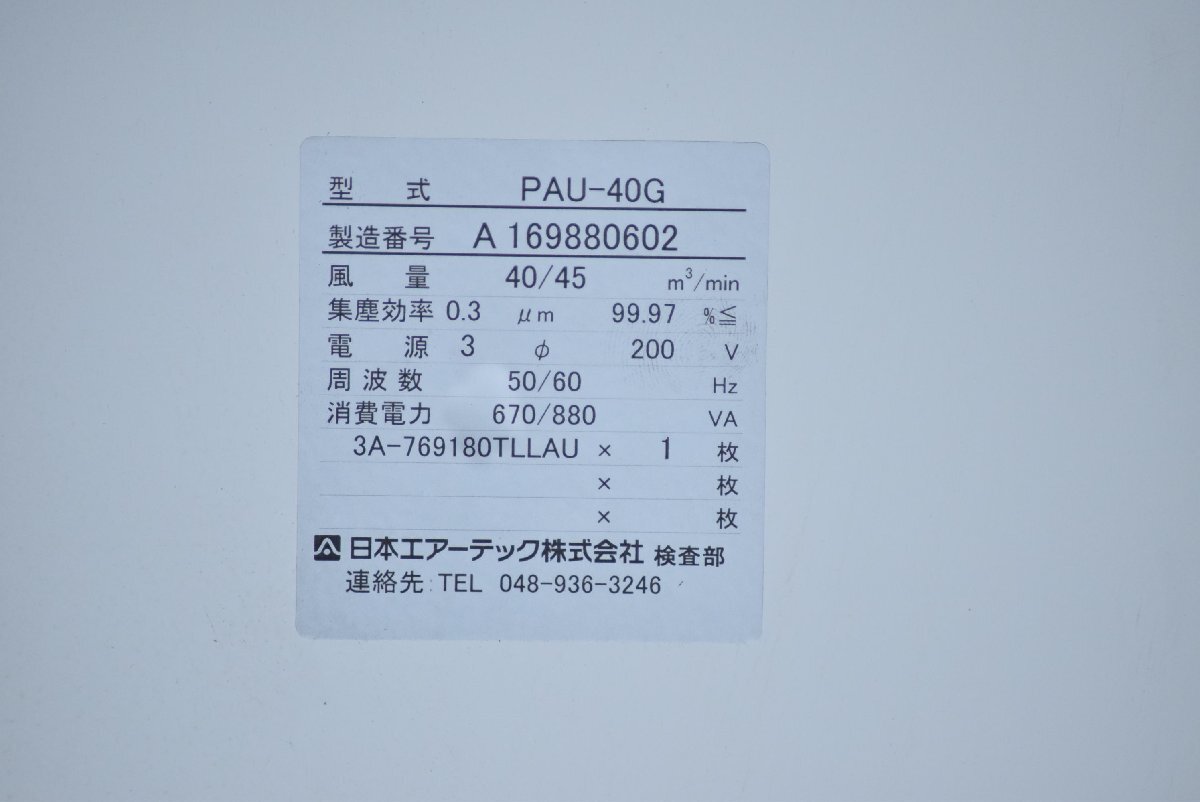 型 式 PAU-40G
製造番号 A 169880602
風 量 40/45 m³/min
集塵効率 0.3 μm 99.97 %≦
電 源 3 φ 200 V
周波数 50/60 Hz
消費電力 670/880 VA
3A-769180TLLAU × 1 枚
× 枚
× 枚
日本エアーテック株式会社 検査部
連絡先:TEL 048-936-3246